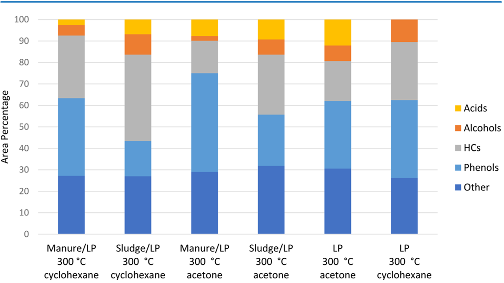 100
90
80
70
60
50
40
30
20
10
0
Area Percentage
Manure/LP
300 °C
cyclohexane
Sludge/LP
300 °C
cyclohexane
Manure/LP
300 °C
acetone
Sludge/LP
300 °C
acetone
LP
300 °C
acetone
LP
300 °C
cyclohexane
Acids
Alcohols
HCs
Phenols
Other